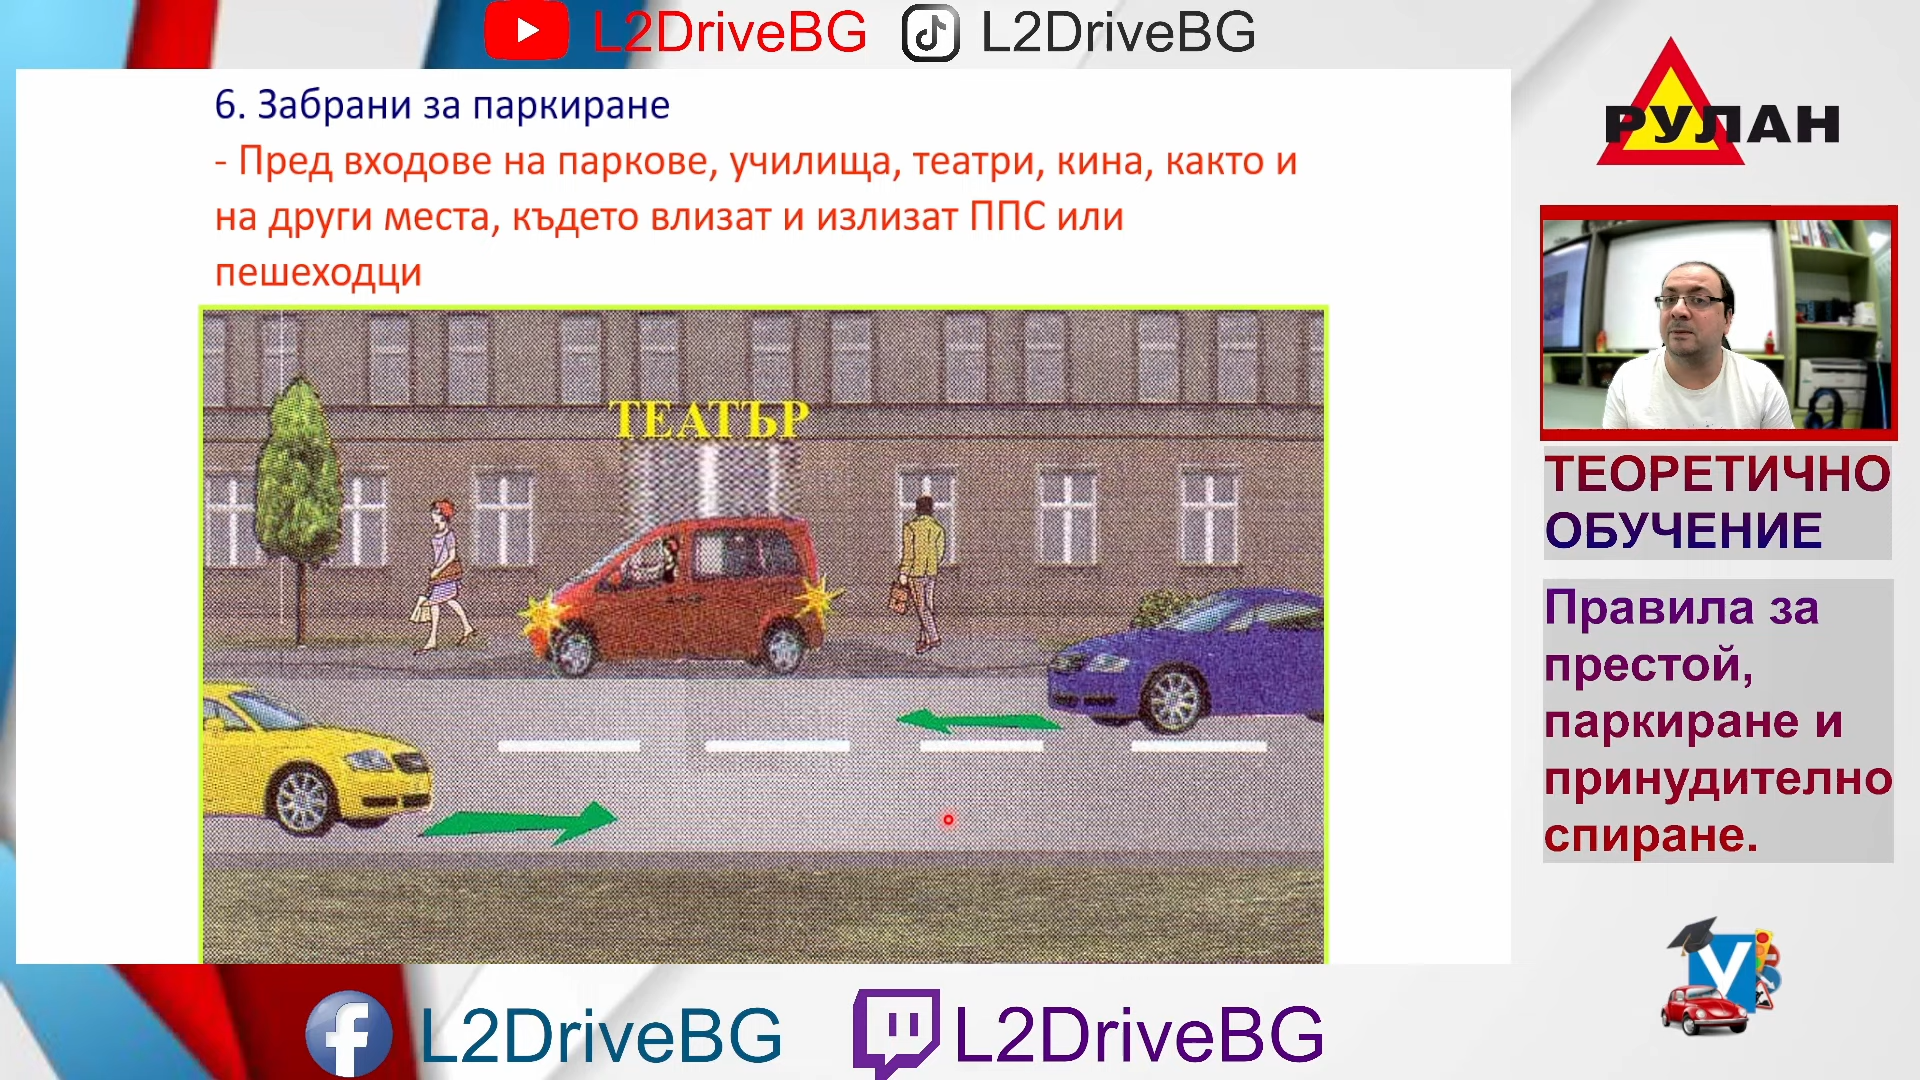 L2DriveBG L2DriveBG
6. Забрани за паркиране
- Пред входове на паркове, училища, театри, кина, както и
на други места, където влизат и излизат ППС или
пешеходци
ТЕАТЪР
РУЛАН
ТЕОРЕТИЧНО
ОБУЧЕНИЕ
Правила за
престой,
паркиране и
принудително
спиране.
L2DriveBG L2DriveBG